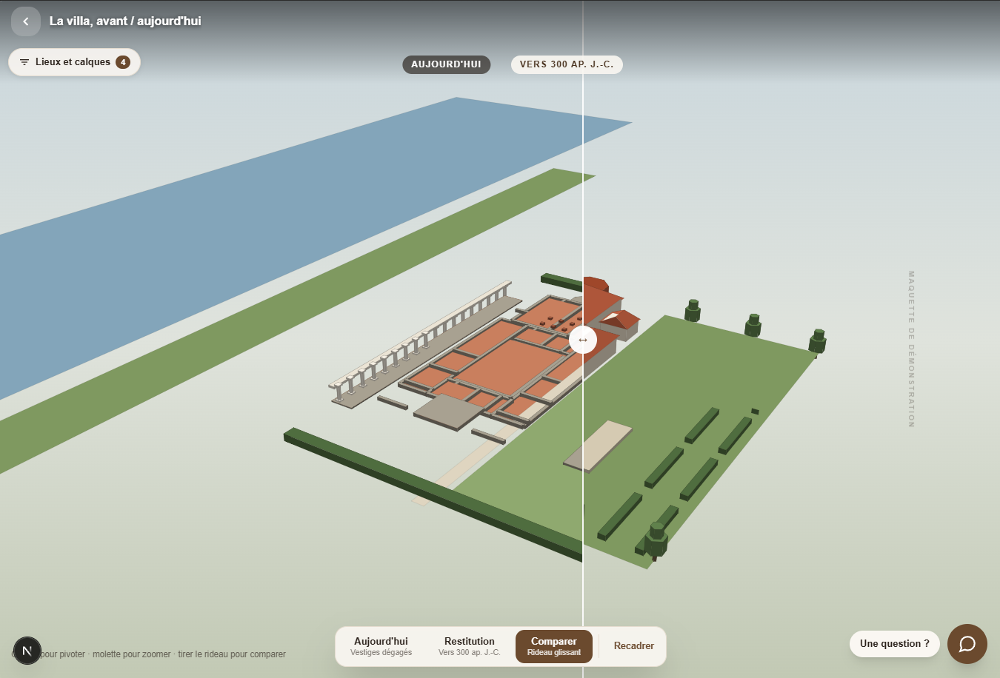 La villa, avant / aujourd'hui
Lieux et calques 4
AUJOURD'HUI
VERS 300 AP. J.-C.
MAQUETTE DE DÉMONSTRATION
pour pivoter · molette pour zoomer · tirer le rideau pour comparer
N
Aujourd'hui
Vestiges dégagés
Restitution
Vers 300 ap. J.-C.
Comparer
Rideau glissant
Recadrer
Une question ?